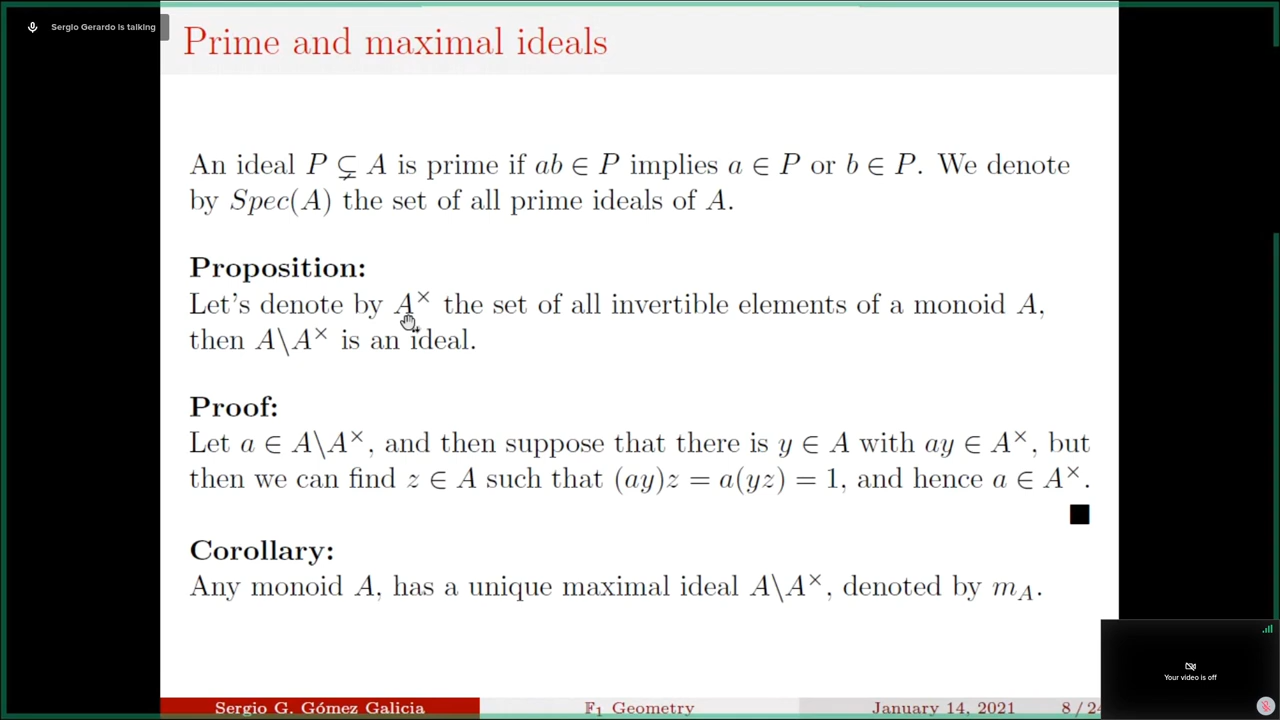 Sergio Gerardo is talking
Prime and maximal ideals
An ideal P ⊊ A is prime if ab ∈ P implies a ∈ P or b ∈ P. We denote
by Spec(A) the set of all prime ideals of A.
Proposition:
Let's denote by A× the set of all invertible elements of a monoid A,
then A\A× is an ideal.
Proof:
Let a ∈ A\A×, and then suppose that there is y ∈ A with ay ∈ A×, but
then we can find z ∈ A such that (ay)z = a(yz) = 1, and hence a ∈ A×.
■
Corollary:
Any monoid A, has a unique maximal ideal A\A×, denoted by m_A.
Your video is off
Sergio G. Gómez Galicia
𝔽₁ Geometry
January 14, 2021
8 / 24